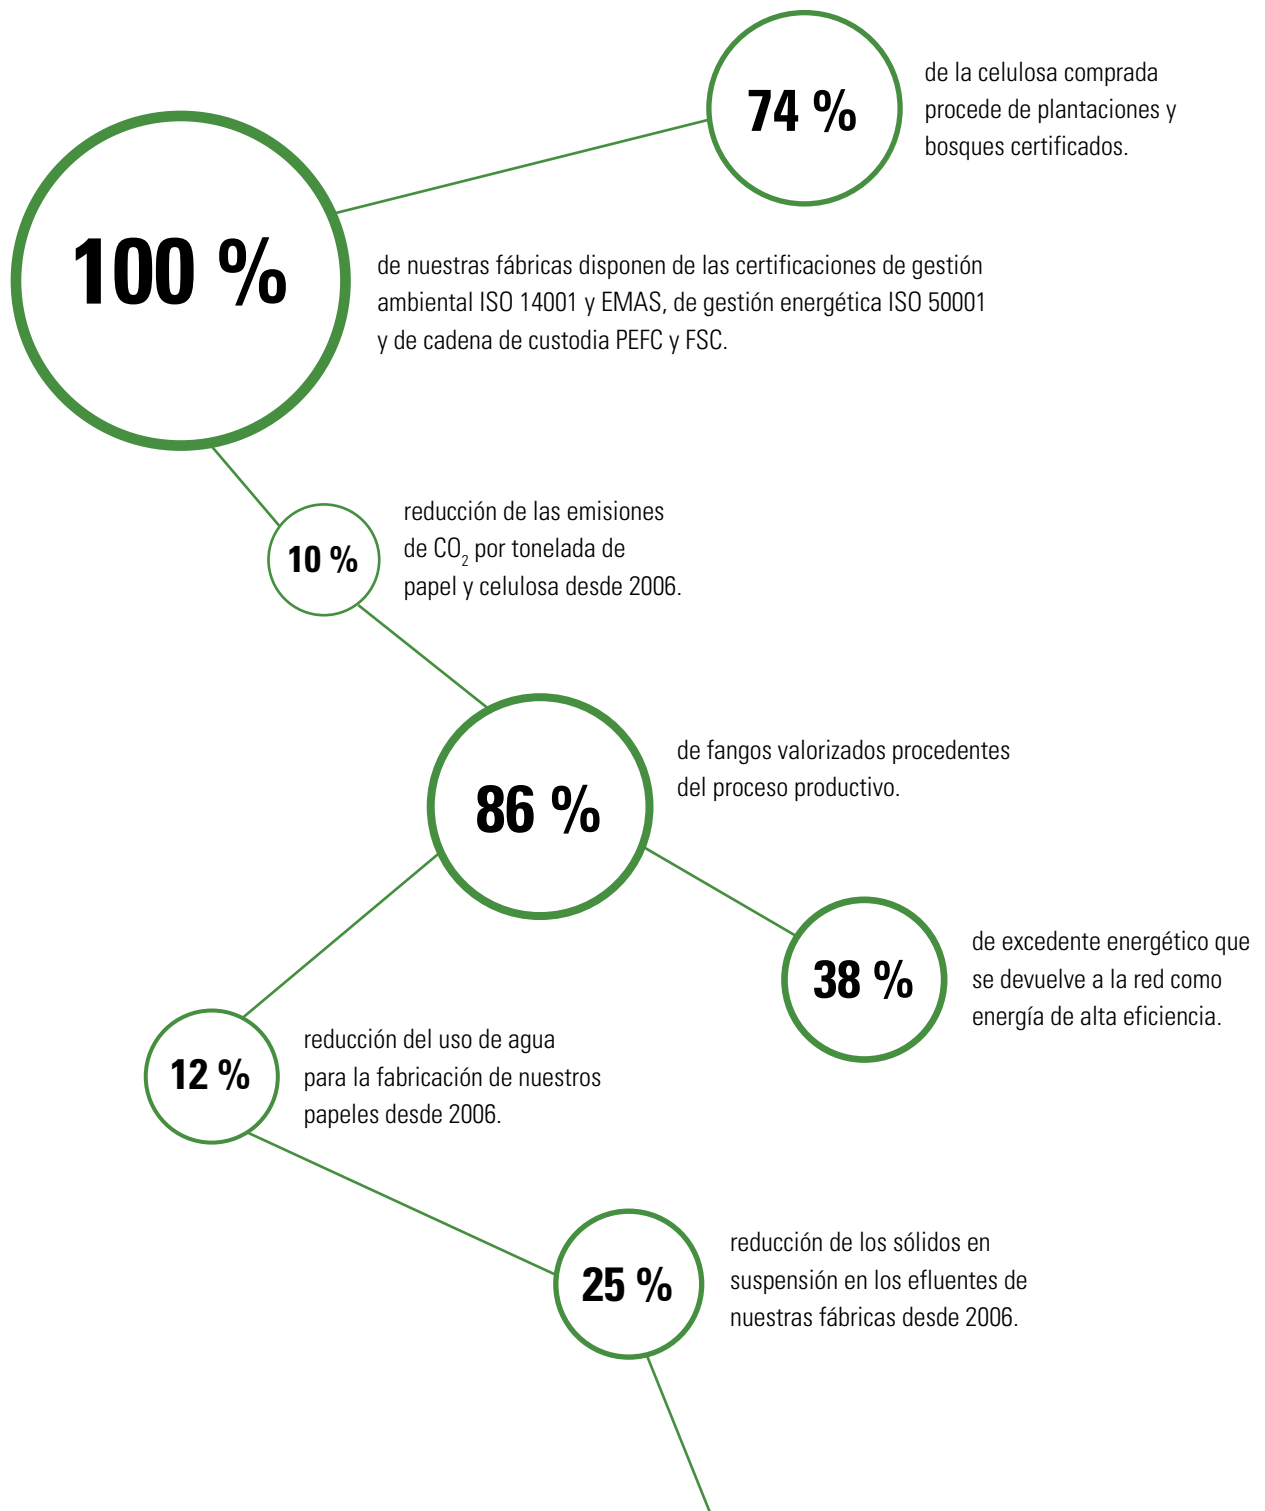 74 %
de la celulosa comprada
procede de plantaciones y
bosques certificados.
100 %
de nuestras fábricas disponen de las certificaciones de gestión
ambiental ISO 14001 y EMAS, de gestión energética ISO 50001
y de cadena de custodia PEFC y FSC.
10 %
reducción de las emisiones
de CO₂ por tonelada de
papel y celulosa desde 2006.
86 %
de fangos valorizados procedentes
del proceso productivo.
38 %
de excedente energético que
se devuelve a la red como
energía de alta eficiencia.
12 %
reducción del uso de agua
para la fabricación de nuestros
papeles desde 2006.
25 %
reducción de los sólidos en
suspensión en los efluentes de
nuestras fábricas desde 2006.